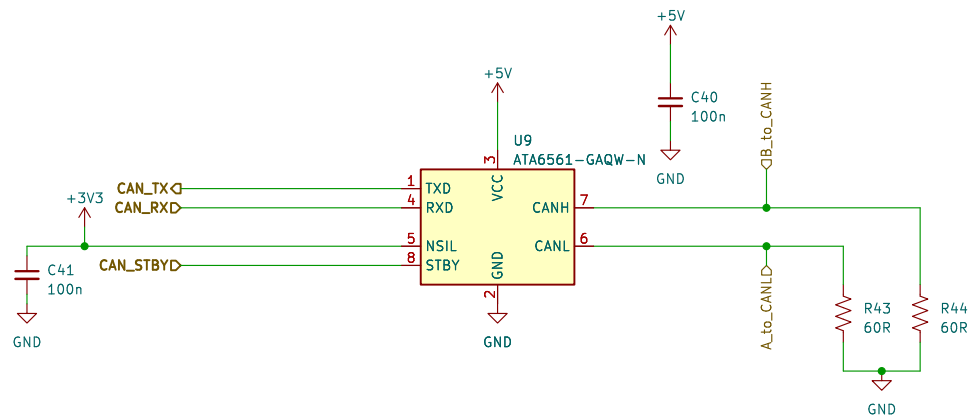 +5V
C40
100n
GND
B_to_CANH
+5V
U9
ATA6561-GAQW-N
3
VCC
CAN_TX
1
TXD
CAN_RX
4
RXD
CANH
7
+3V3
5
NSIL
CANL
6
CAN_STBY
8
STBY
GND
2
GND
C41
100n
GND
A_to_CANL
R43
60R
R44
60R
GND